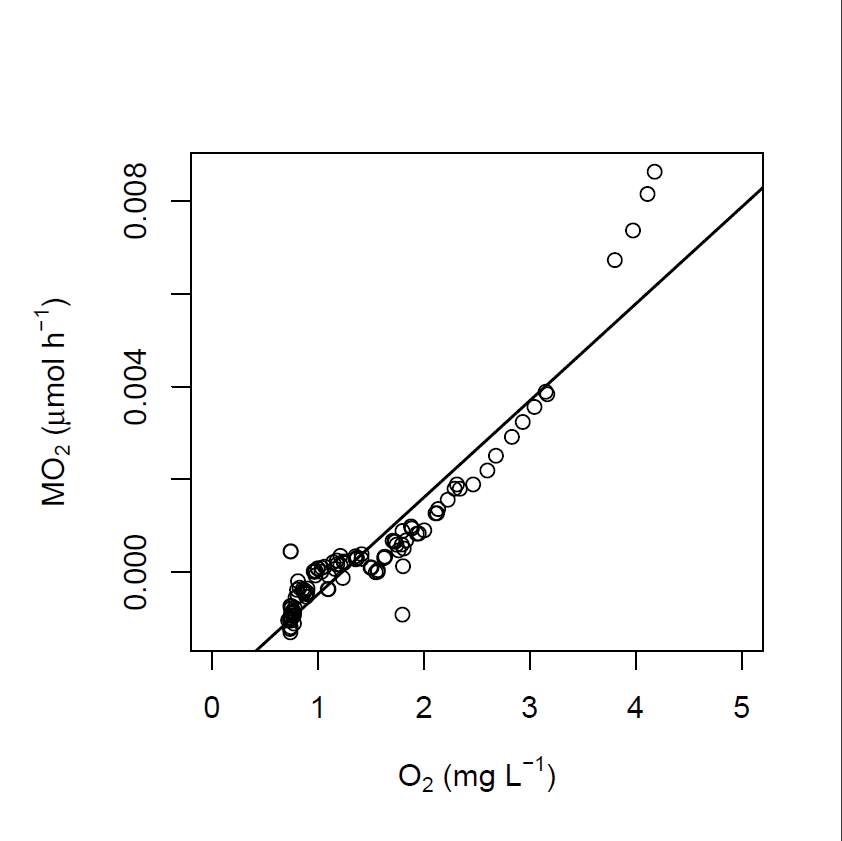 0.008
0.004
0.000
MO₂ (μmol h⁻¹)
0 1 2 3 4 5
O₂ (mg L⁻¹)